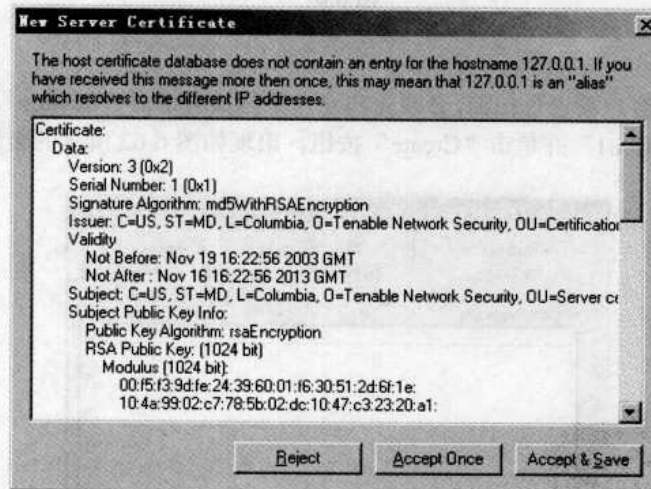 New Server Certificate
The host certificate database does not contain an entry for the hostname 127.0.0.1. If you
have received this message more then once, this may mean that 127.0.0.1 is an "alias"
which resolves to the different IP addresses.
Certificate:
Data:
Version: 3 (0x2)
Serial Number: 1 (0x1)
Signature Algorithm: md5WithRSAEncryption
Issuer: C=US, ST=MD, L=Columbia, O=Tenable Network Security, OU=Certification
Validity
Not Before: Nov 19 16:22:56 2003 GMT
Not After : Nov 16 16:22:56 2013 GMT
Subject: C=US, ST=MD, L=Columbia, O=Tenable Network Security, OU=Server ce
Subject Public Key Info:
Public Key Algorithm: rsaEncryption
RSA Public Key: (1024 bit)
Modulus (1024 bit):
00:f5:f3:9d:fe:24:39:60:01:f6:30:51:2d:6f:1e:
10:4a:99:02:c7:78:5b:02:dc:10:47:c3:23:20:a1:
Reject
Accept Once
Accept & Save